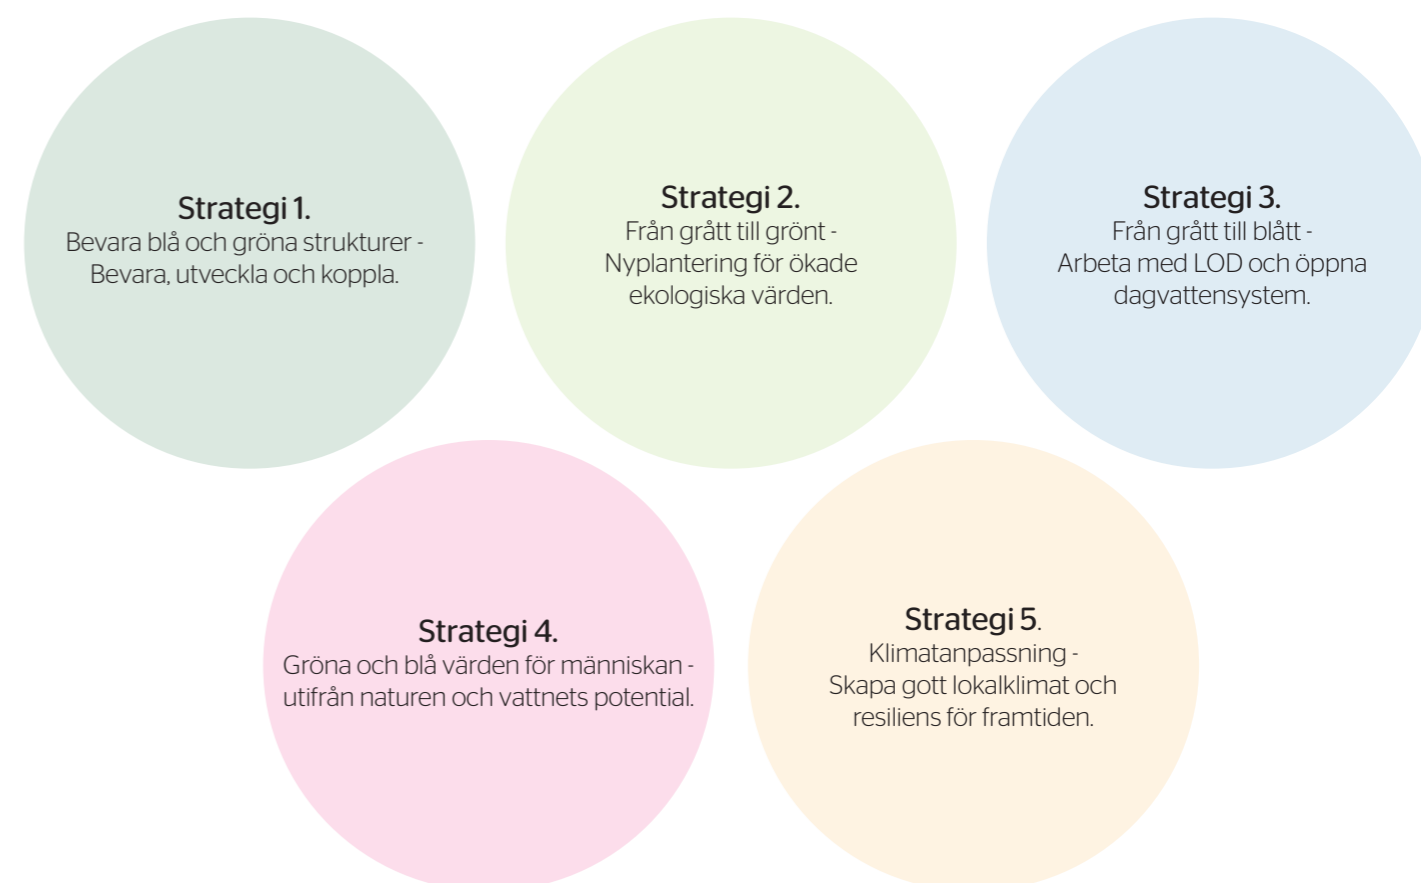 Strategi 1.
Bevara blå och gröna strukturer -
Bevara, utveckla och koppla.
Strategi 2.
Från grått till grönt -
Nyplantering för ökade
ekologiska värden.
Strategi 3.
Från grått till blått -
Arbeta med LOD och öppna
dagvattensystem.
Strategi 4.
Gröna och blå värden för människan -
utifrån naturen och vattnets potential.
Strategi 5.
Klimatanpassning -
Skapa gott lokalklimat och
resiliens för framtiden.